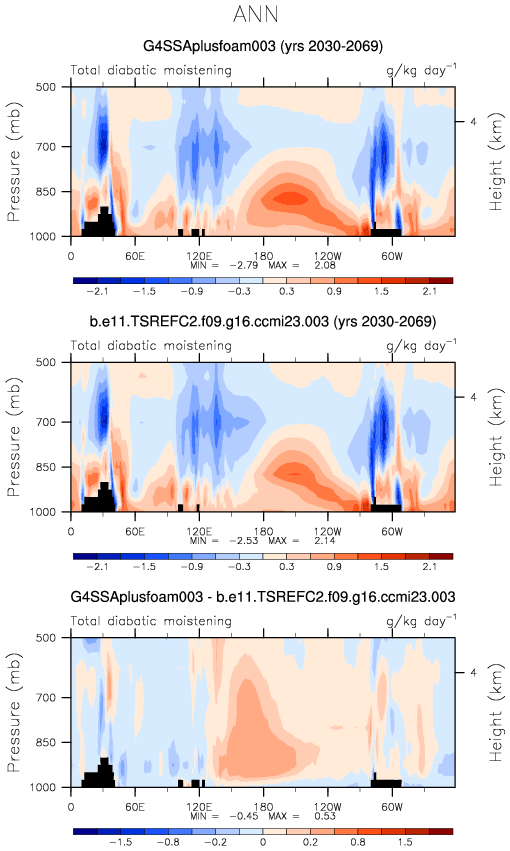 ANN
G4SSAplusfoam003 (yrs 2030-2069)
Total diabatic moistening g/kg day⁻¹
Pressure (mb)
Height (km)
500
700
850
1000
4
0 60E 120E 180 120W 60W
MIN = -2.79 MAX = 2.08
-2.1 -1.5 -0.9 -0.3 0.3 0.9 1.5 2.1
b.e11.TSREFC2.f09.g16.ccmi23.003 (yrs 2030-2069)
Total diabatic moistening g/kg day⁻¹
Pressure (mb)
Height (km)
500
700
850
1000
4
0 60E 120E 180 120W 60W
MIN = -2.53 MAX = 2.14
-2.1 -1.5 -0.9 -0.3 0.3 0.9 1.5 2.1
G4SSAplusfoam003 - b.e11.TSREFC2.f09.g16.ccmi23.003
Total diabatic moistening g/kg day⁻¹
Pressure (mb)
Height (km)
500
700
850
1000
4
0 60E 120E 180 120W 60W
MIN = -0.45 MAX = 0.53
-1.5 -0.8 -0.2 0 0.2 0.8 1.5